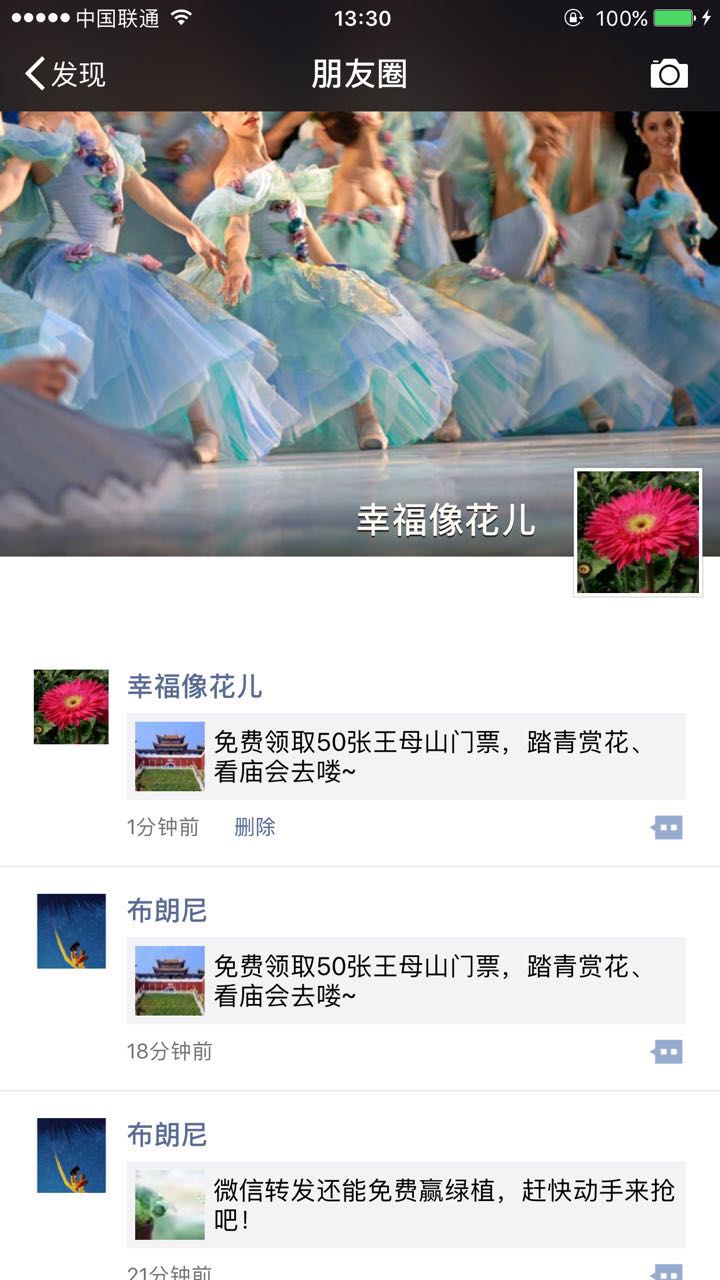 中国联通
13:30
100%
发现
朋友圈
幸福像花儿
幸福像花儿
免费领取50张王母山门票，踏青赏花、
看庙会去喽~
1分钟前
删除
布朗尼
免费领取50张王母山门票，踏青赏花、
看庙会去喽~
18分钟前
布朗尼
微信转发还能免费赢绿植，赶快动手来抢
吧！
21分钟前